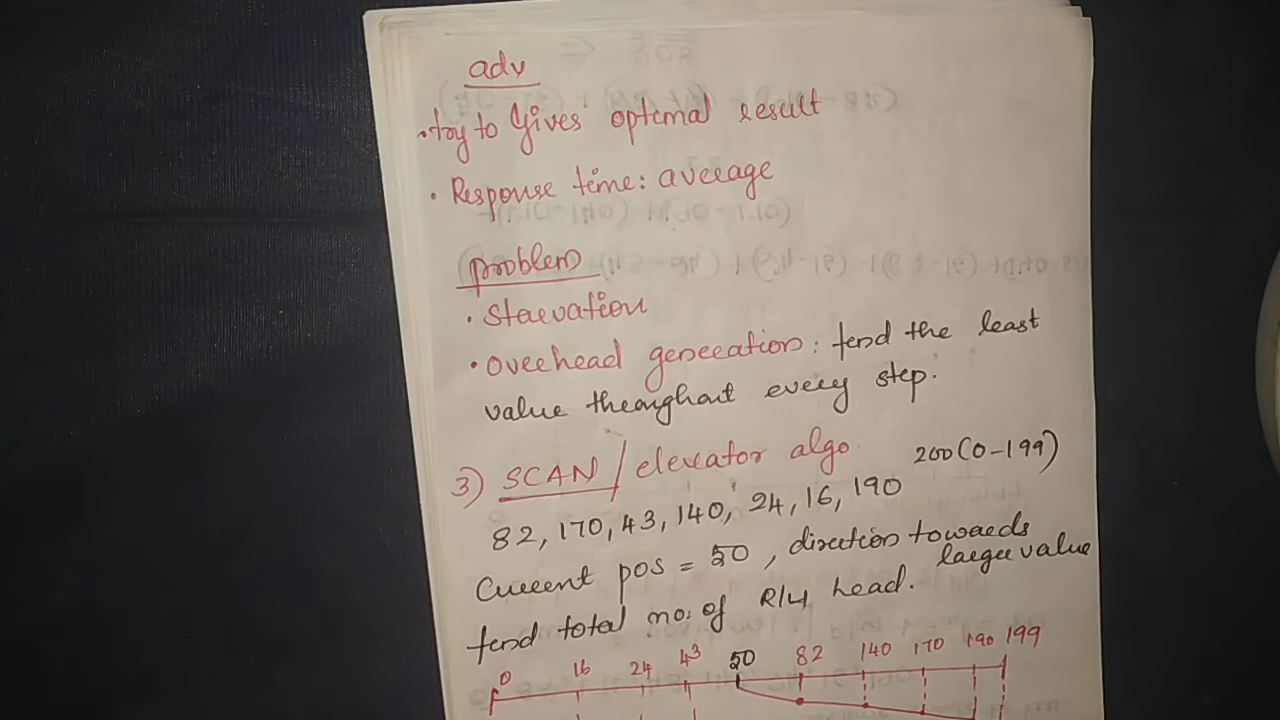 adv
• try to Gives optimal result
• Response time: average
problem
• Starvation
• overhead generation: find the least
value throughout every step.
3) SCAN / elevator algo. 200 (0-199)
82, 170, 43, 140, 24, 16, 190
Current pos = 50, direction towards
larger value
find total no: of R/W head.
0 16 24 43 50 82 140 170 190 199